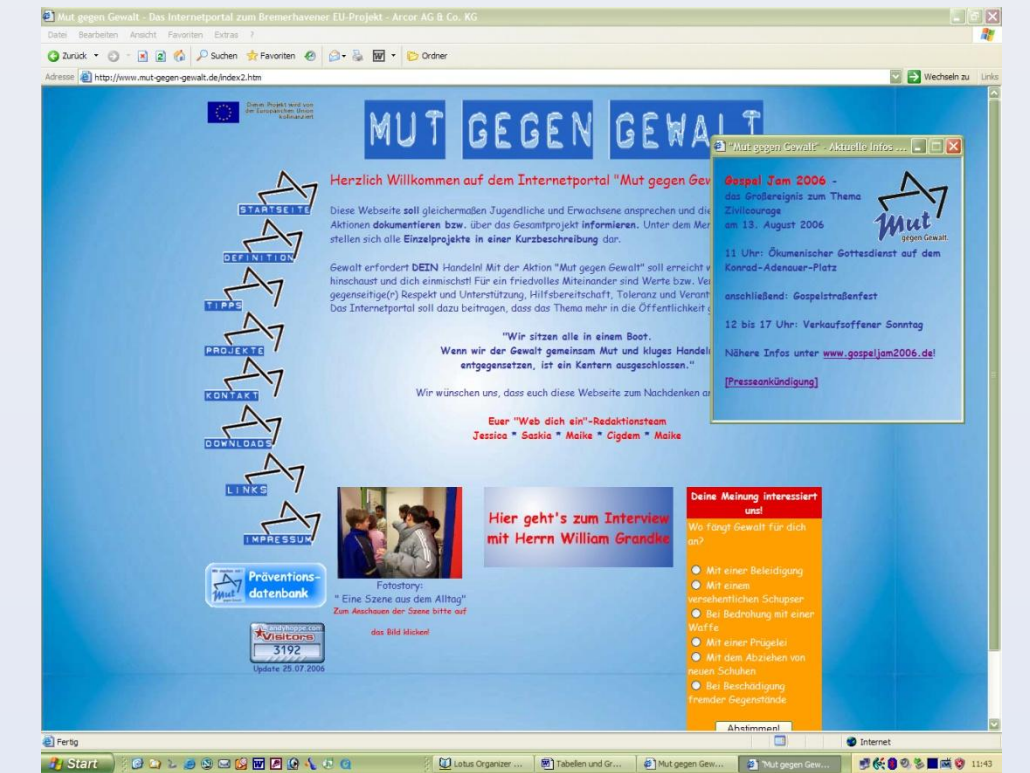 Mut gegen Gewalt - Das Internetportal zum Bremerhavener EU-Projekt - Arcor AG & Co. KG
Datei Bearbeiten Ansicht Favoriten Extras ?
Zurück Suchen Favoriten Ordner
Adresse http://www.mut-gegen-gewalt.de/index2.htm Wechseln zu Links
Dieses Projekt wird von
der Europäischen Union
kofinanziert
MUT GEGEN GEWALT
STARTSEITE
DEFINITION
TIPPS
PROJEKTE
KONTAKT
DOWNLOADS
LINKS
IMPRESSUM
Mut
Präventions-
datenbank
andyhoppe.com
Visitors
3192
Update 25.07.2006
Herzlich Willkommen auf dem Internetportal "Mut gegen Gew
Diese Webseite soll gleichermaßen Jugendliche und Erwachsene ansprechen und die
Aktionen dokumentieren bzw. über das Gesamtprojekt informieren. Unter dem Mer
stellen sich alle Einzelprojekte in einer Kurzbeschreibung dar.
Gewalt erfordert DEIN Handeln! Mit der Aktion "Mut gegen Gewalt" soll erreicht w
hinschaust und dich einmischst! Für ein friedvolles Miteinander sind Werte bzw. Ver
gegenseitige(r) Respekt und Unterstützung, Hilfsbereitschaft, Toleranz und Verant
Das Internetportal soll dazu beitragen, dass das Thema mehr in die Öffentlichkeit g
"Wir sitzen alle in einem Boot.
Wenn wir der Gewalt gemeinsam Mut und kluges Handel
entgegensetzen, ist ein Kentern ausgeschlossen."
Wir wünschen uns, dass euch diese Webseite zum Nachdenken an
Euer "Web dich ein"-Redaktionsteam
Jessica * Saskia * Maike * Cigdem * Maike
Fotostory:
" Eine Szene aus dem Alltag"
Zum Anschauen der Szene bitte auf
das Bild klicken!
Hier geht's zum Interview
mit Herrn William Grandke
Deine Meinung interessiert
uns!
Wo fängt Gewalt für dich
an?
Mit einer Beleidigung
Mit einem
versehentlichen Schupser
Bei Bedrohung mit einer
Waffe
Mit einer Prügelei
Mit dem Abziehen von
neuen Schuhen
Bei Beschädigung
fremder Gegenstände
Abstimmen!
"Mut gegen Gewalt" - Aktuelle Infos ...
Gospel Jam 2006 -
das Großereignis zum Thema
Zivilcourage
am 13. August 2006
Mut
gegen Gewalt.
11 Uhr: Ökumenischer Gottesdienst auf dem
Konrad-Adenauer-Platz
anschließend: Gospelstraßenfest
12 bis 17 Uhr: Verkaufsoffener Sonntag
Nähere Infos unter www.gospeljam2006.de!
[Presseankündigung]
Fertig Internet
Start Lotus Organizer ... Tabellen und Gr... Mut gegen Gew... "Mut gegen Gew... 11:43